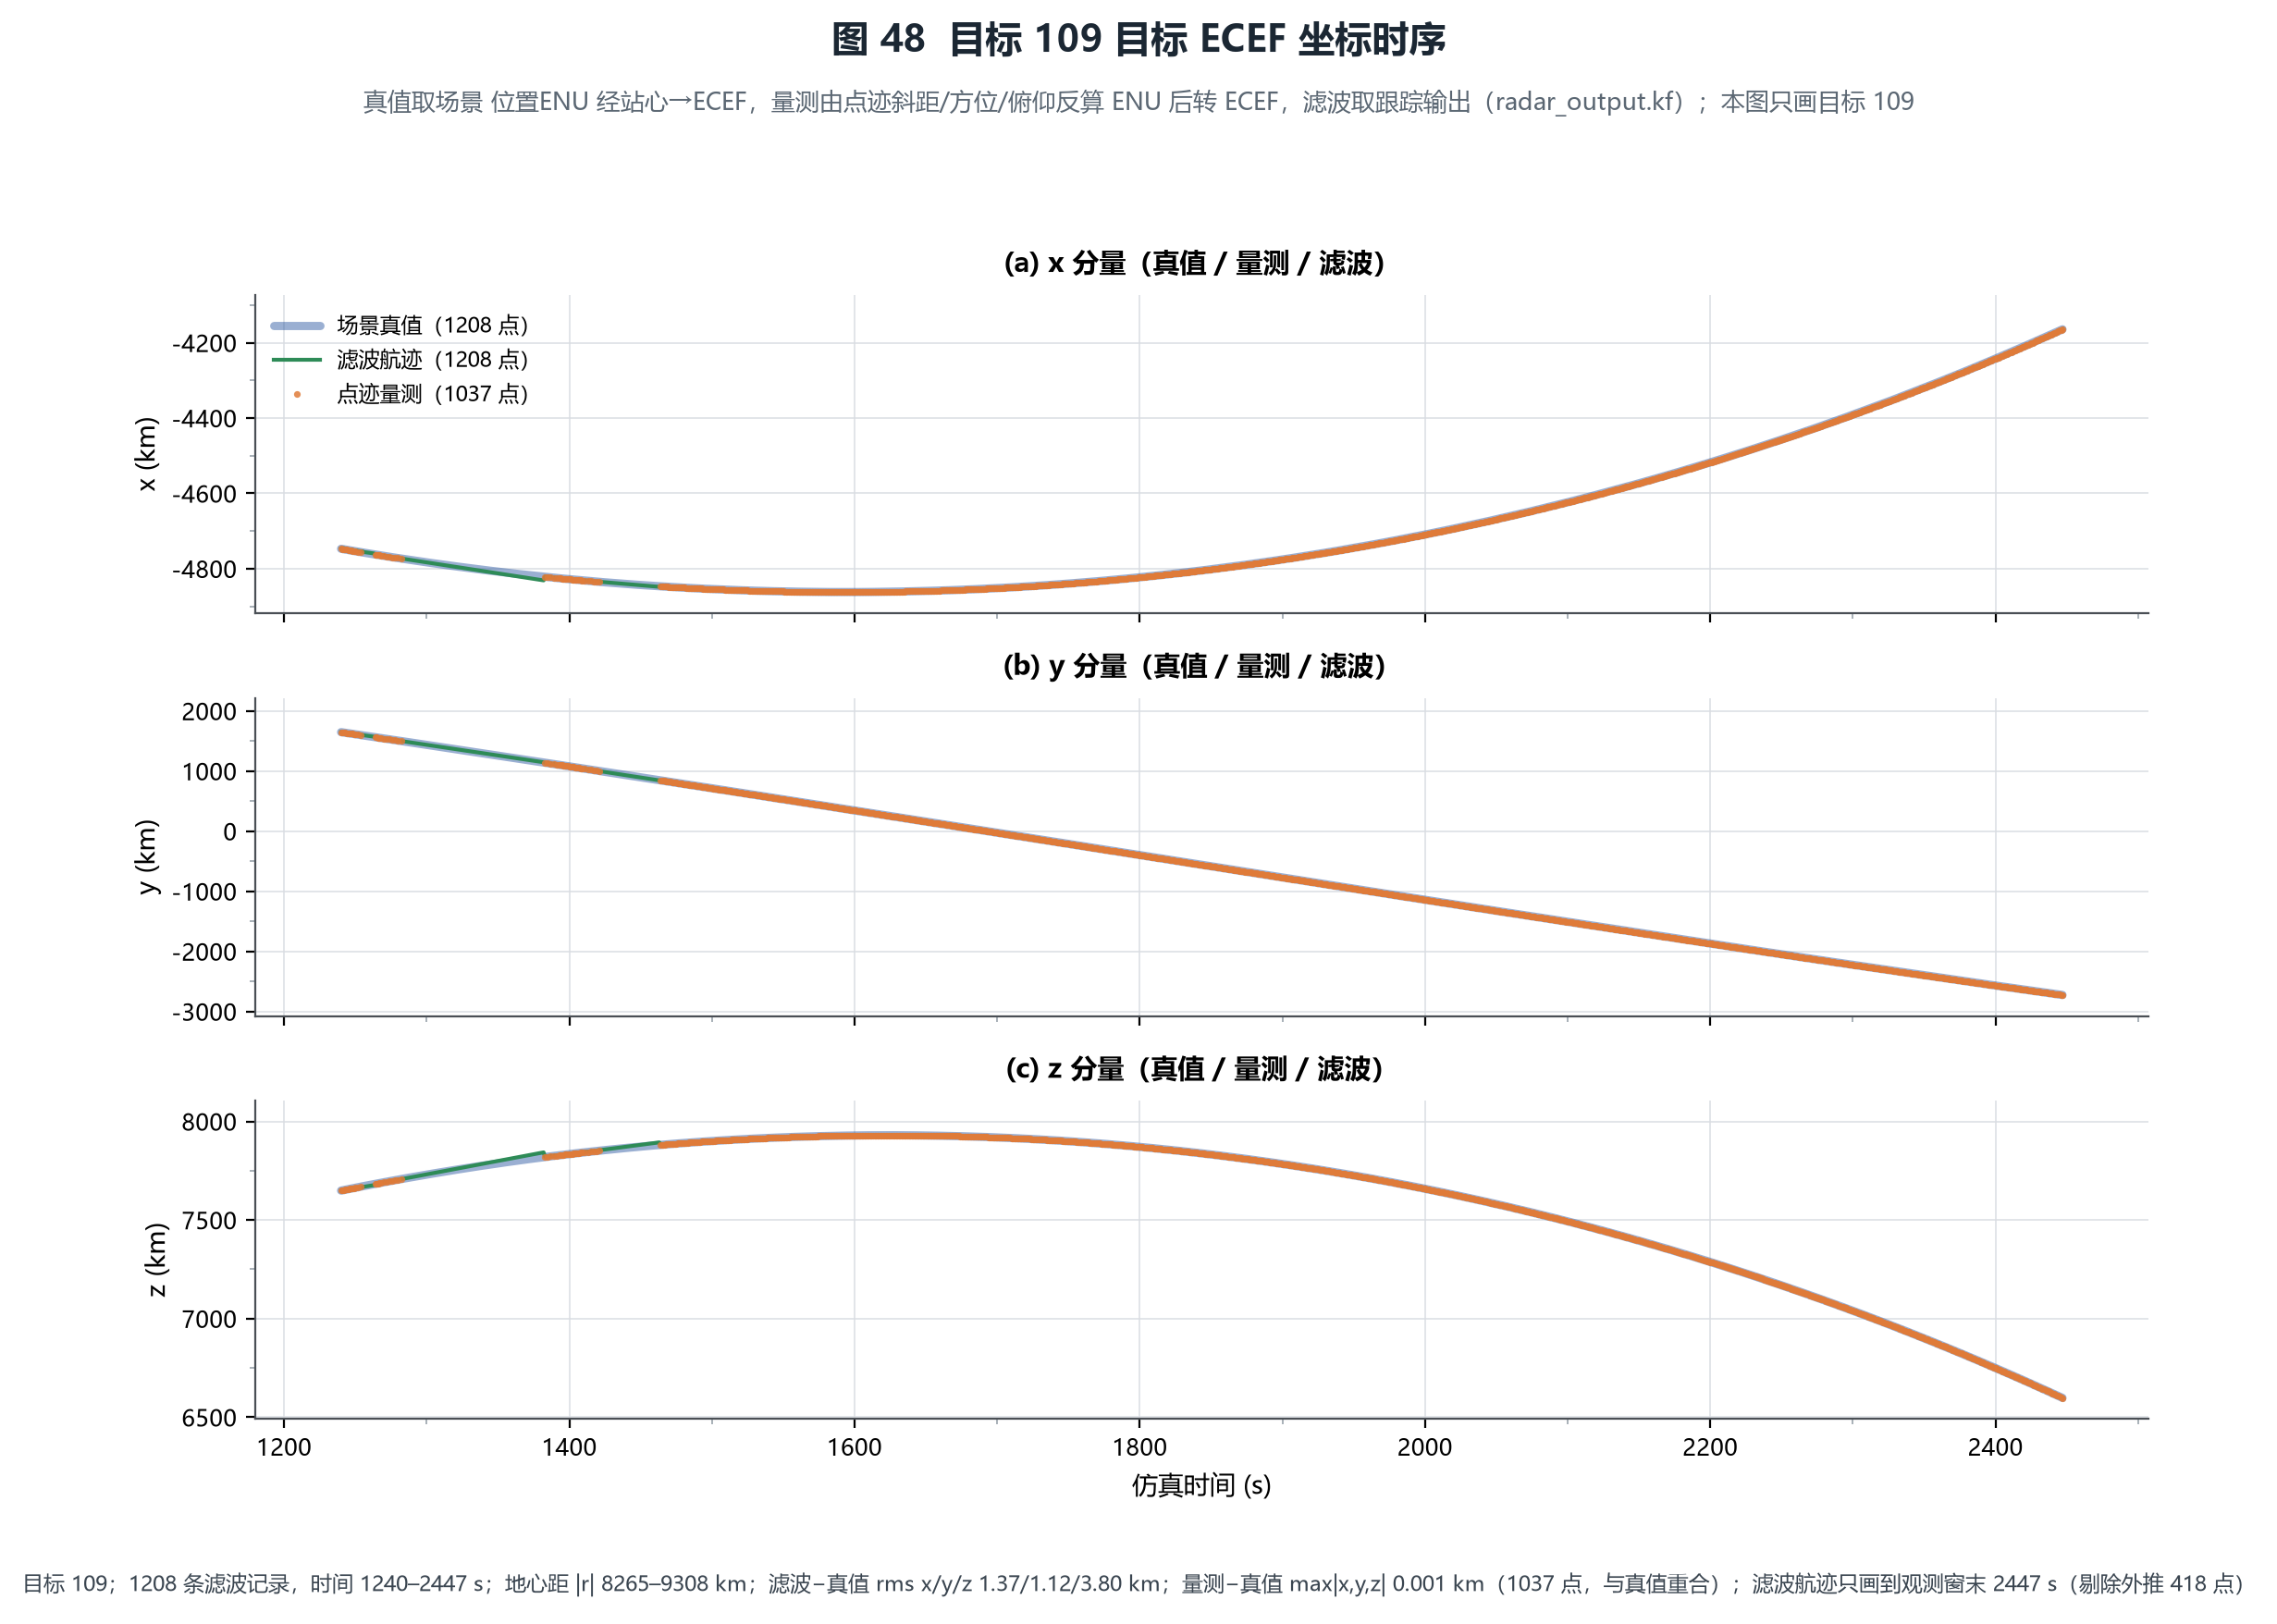 图 48 目标 109 目标 ECEF 坐标时序
真值取场景 位置ENU 经站心→ECEF，量测由点迹斜距/方位/俯仰反算 ENU 后转 ECEF，滤波取跟踪输出（radar_output.kf）；本图只画目标 109
(a) x 分量（真值 / 量测 / 滤波）
场景真值（1208 点）
滤波航迹（1208 点）
点迹量测（1037 点）
x (km)
-4200
-4400
-4600
-4800
(b) y 分量（真值 / 量测 / 滤波）
y (km)
2000
1000
0
-1000
-2000
-3000
(c) z 分量（真值 / 量测 / 滤波）
z (km)
8000
7500
7000
6500
1200 1400 1600 1800 2000 2200 2400
仿真时间 (s)
目标 109；1208 条滤波记录，时间 1240–2447 s；地心距 |r| 8265–9308 km；滤波−真值 rms x/y/z 1.37/1.12/3.80 km；量测−真值 max|x,y,z| 0.001 km（1037 点，与真值重合）；滤波航迹只画到观测窗末 2447 s（剔除外推 418 点）